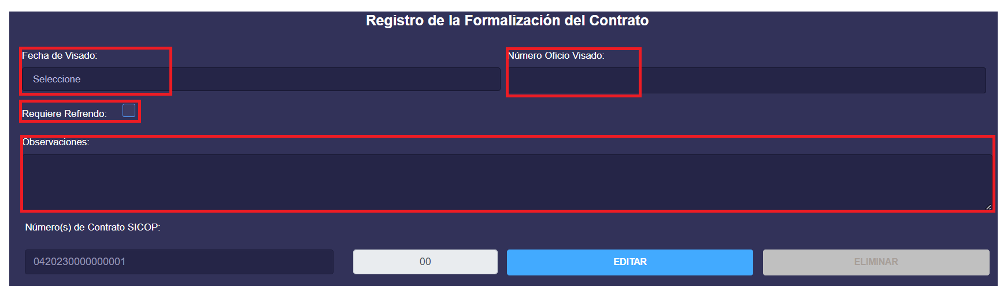 Registro de la Formalización del Contrato
Fecha de Visado:
Número Oficio Visado:
Seleccione
Requiere Refrendo:
Observaciones:
Número(s) de Contrato SICOP:
0420230000000001
00
EDITAR
ELIMINAR